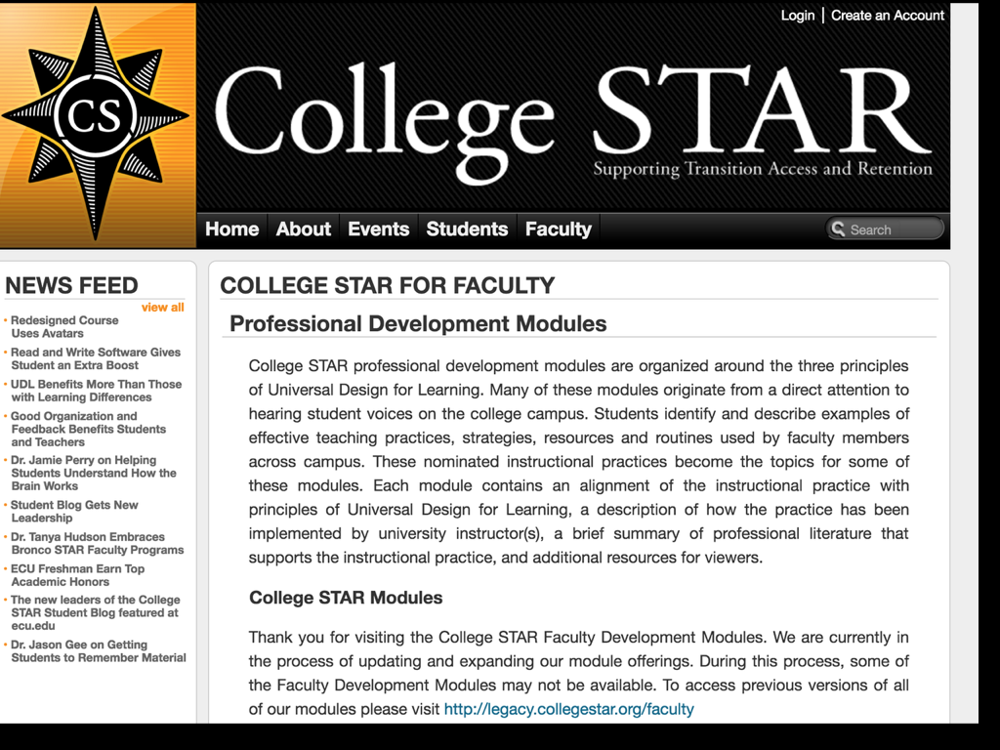 Login | Create an Account
CS
College STAR
Supporting Transition Access and Retention
Home About Events Students Faculty
Search
NEWS FEED
view all
• Redesigned Course
Uses Avatars
• Read and Write Software Gives
Student an Extra Boost
• UDL Benefits More Than Those
with Learning Differences
• Good Organization and
Feedback Benefits Students
and Teachers
• Dr. Jamie Perry on Helping
Students Understand How the
Brain Works
• Student Blog Gets New
Leadership
• Dr. Tanya Hudson Embraces
Bronco STAR Faculty Programs
• ECU Freshman Earn Top
Academic Honors
• The new leaders of the College
STAR Student Blog featured at
ecu.edu
• Dr. Jason Gee on Getting
Students to Remember Material
COLLEGE STAR FOR FACULTY
Professional Development Modules
College STAR professional development modules are organized around the three principles
of Universal Design for Learning. Many of these modules originate from a direct attention to
hearing student voices on the college campus. Students identify and describe examples of
effective teaching practices, strategies, resources and routines used by faculty members
across campus. These nominated instructional practices become the topics for some of
these modules. Each module contains an alignment of the instructional practice with
principles of Universal Design for Learning, a description of how the practice has been
implemented by university instructor(s), a brief summary of professional literature that
supports the instructional practice, and additional resources for viewers.
College STAR Modules
Thank you for visiting the College STAR Faculty Development Modules. We are currently in
the process of updating and expanding our module offerings. During this process, some of
the Faculty Development Modules may not be available. To access previous versions of all
of our modules please visit http://legacy.collegestar.org/faculty